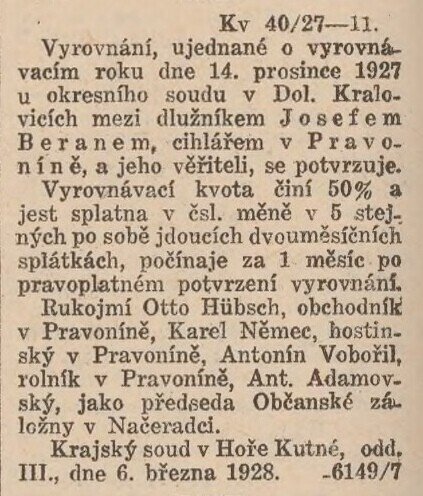 Kv 40/27—11.
Vyrovnání, ujednané o vyrovná-
vacím roku dne 14. prosince 1927
u okresního soudu v Dol. Kralo-
vicích mezi dlužníkem Josefem
Beranem, cihlářem v Pravo-
níně, a jeho věřiteli, se potvrzuje.
Vyrovnávací kvota činí 50% a
jest splatna v čsl. měně v 5 stej-
ných po sobě jdoucích dvouměsíčních
splátkách, počínaje za 1 měsíc po
pravoplatném potvrzení vyrovnání.
Rukojmí Otto Hübsch, obchodník
v Pravoníně, Karel Němec, hostin-
ský v Pravoníně, Antonín Vobořil,
rolník v Pravoníně, Ant. Adamov-
ský, jako předseda Občanské zá-
ložny v Načeradci.
Krajský soud v Hoře Kutné, odd.
III., dne 6. března 1928. -6149/7